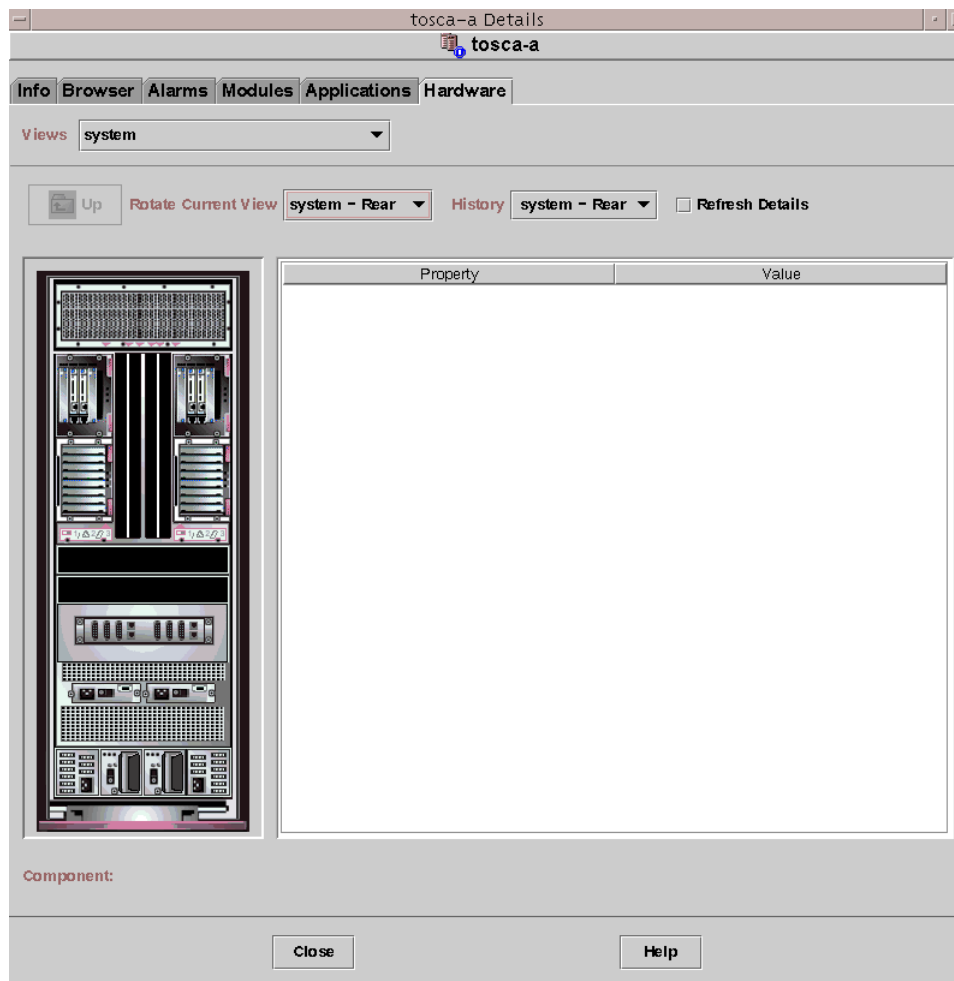 tosca-a Details
tosca-a
Info Browser Alarms Modules Applications Hardware
Views system
Up Rotate Current View system - Rear History system - Rear Refresh Details
Property Value
Component:
Close Help